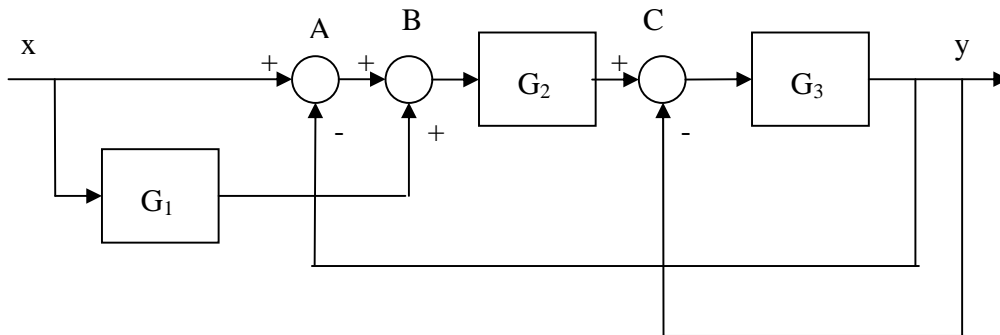 A B C
x y
+ + + 
G₂ G₃
- + -
G₁